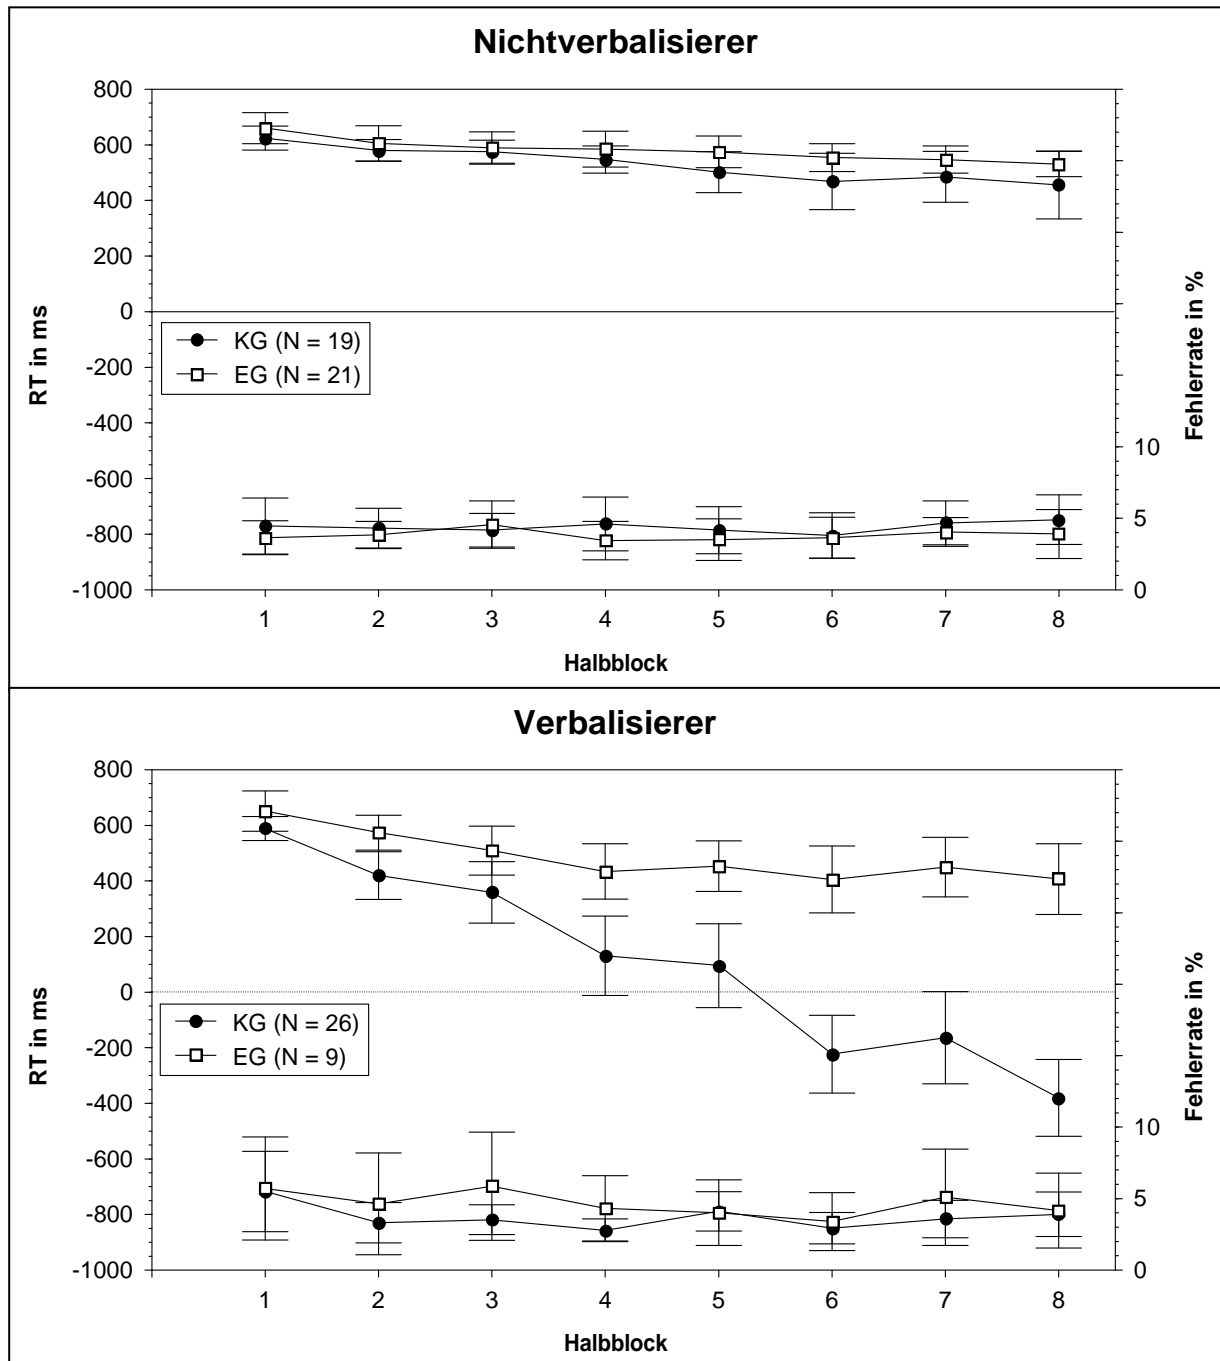 Nichtverbalisierer
800
600
400
200
0
-200
-400
-600
-800
-1000
RT in ms
KG (N = 19)
EG (N = 21)
10
5
0
Fehlerrate in %
1 2 3 4 5 6 7 8
Halbblock
Verbalisierer
800
600
400
200
0
-200
-400
-600
-800
-1000
RT in ms
KG (N = 26)
EG (N = 9)
10
5
0
Fehlerrate in %
1 2 3 4 5 6 7 8
Halbblock